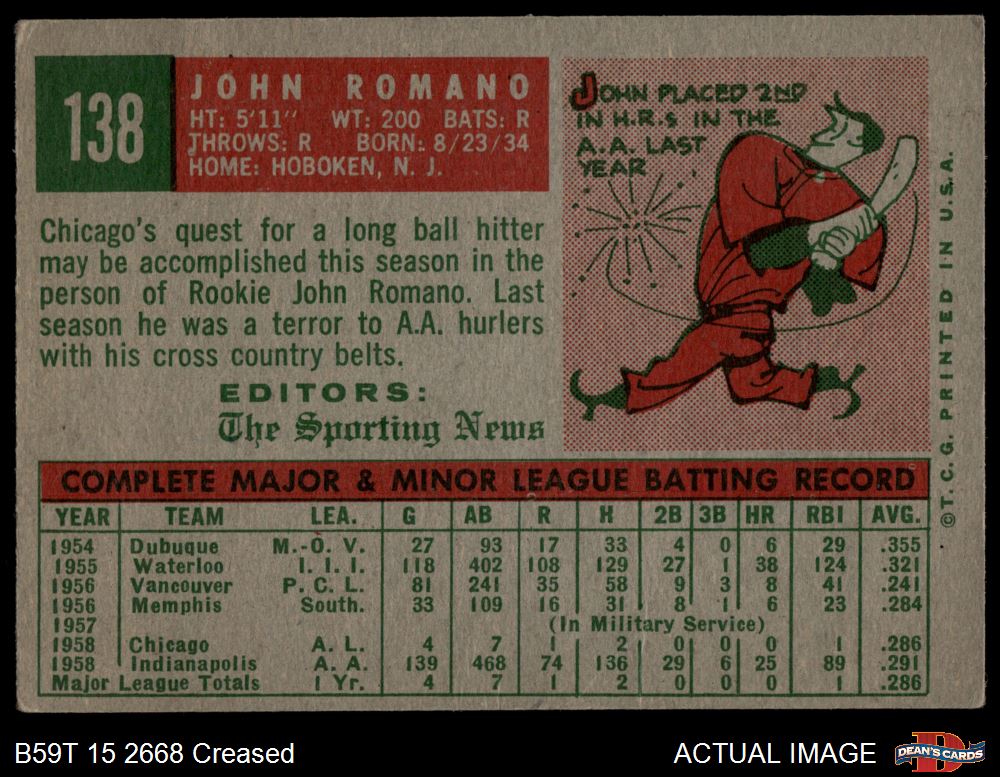 138
JOHN ROMANO
HT: 5'11" WT: 200 BATS: R
THROWS: R BORN: 8/23/34
HOME: HOBOKEN, N. J.
JOHN PLACED 2ND
IN H.R.S IN THE
A.A. LAST
YEAR
Chicago's quest for a long ball hitter
may be accomplished this season in the
person of Rookie John Romano. Last
season he was a terror to A.A. hurlers
with his cross country belts.
EDITORS:
The Sporting News
© T. C. G. PRINTED IN U.S.A.
COMPLETE MAJOR & MINOR LEAGUE BATTING RECORD
YEAR TEAM LEA. G AB R H 2B 3B HR RBI AVG.
1954 Dubuque M.-O. V. 27 93 17 33 4 0 6 29 .355
1955 Waterloo I. I. I. 118 402 108 129 27 1 38 124 .321
1956 Vancouver P. C. L. 81 241 35 58 9 3 8 41 .241
1956 Memphis South. 33 109 16 31 8 1 6 23 .284
1957 (In Military Service)
1958 Chicago A. L. 4 7 1 2 0 0 0 1 .286
1958 Indianapolis A. A. 139 468 74 136 29 6 25 89 .291
Major League Totals 1 Yr. 4 7 1 2 0 0 0 1 .286
B59T 15 2668 Creased
ACTUAL IMAGE
DEAN'S CARDS